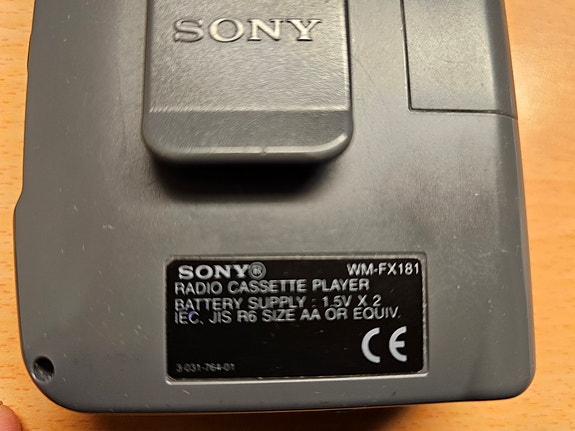 SONY
SONY® WM-FX181
RADIO CASSETTE PLAYER
BATTERY SUPPLY : 1.5V X 2
IEC, JIS R6 SIZE AA OR EQUIV.
CE
3-031-764-01